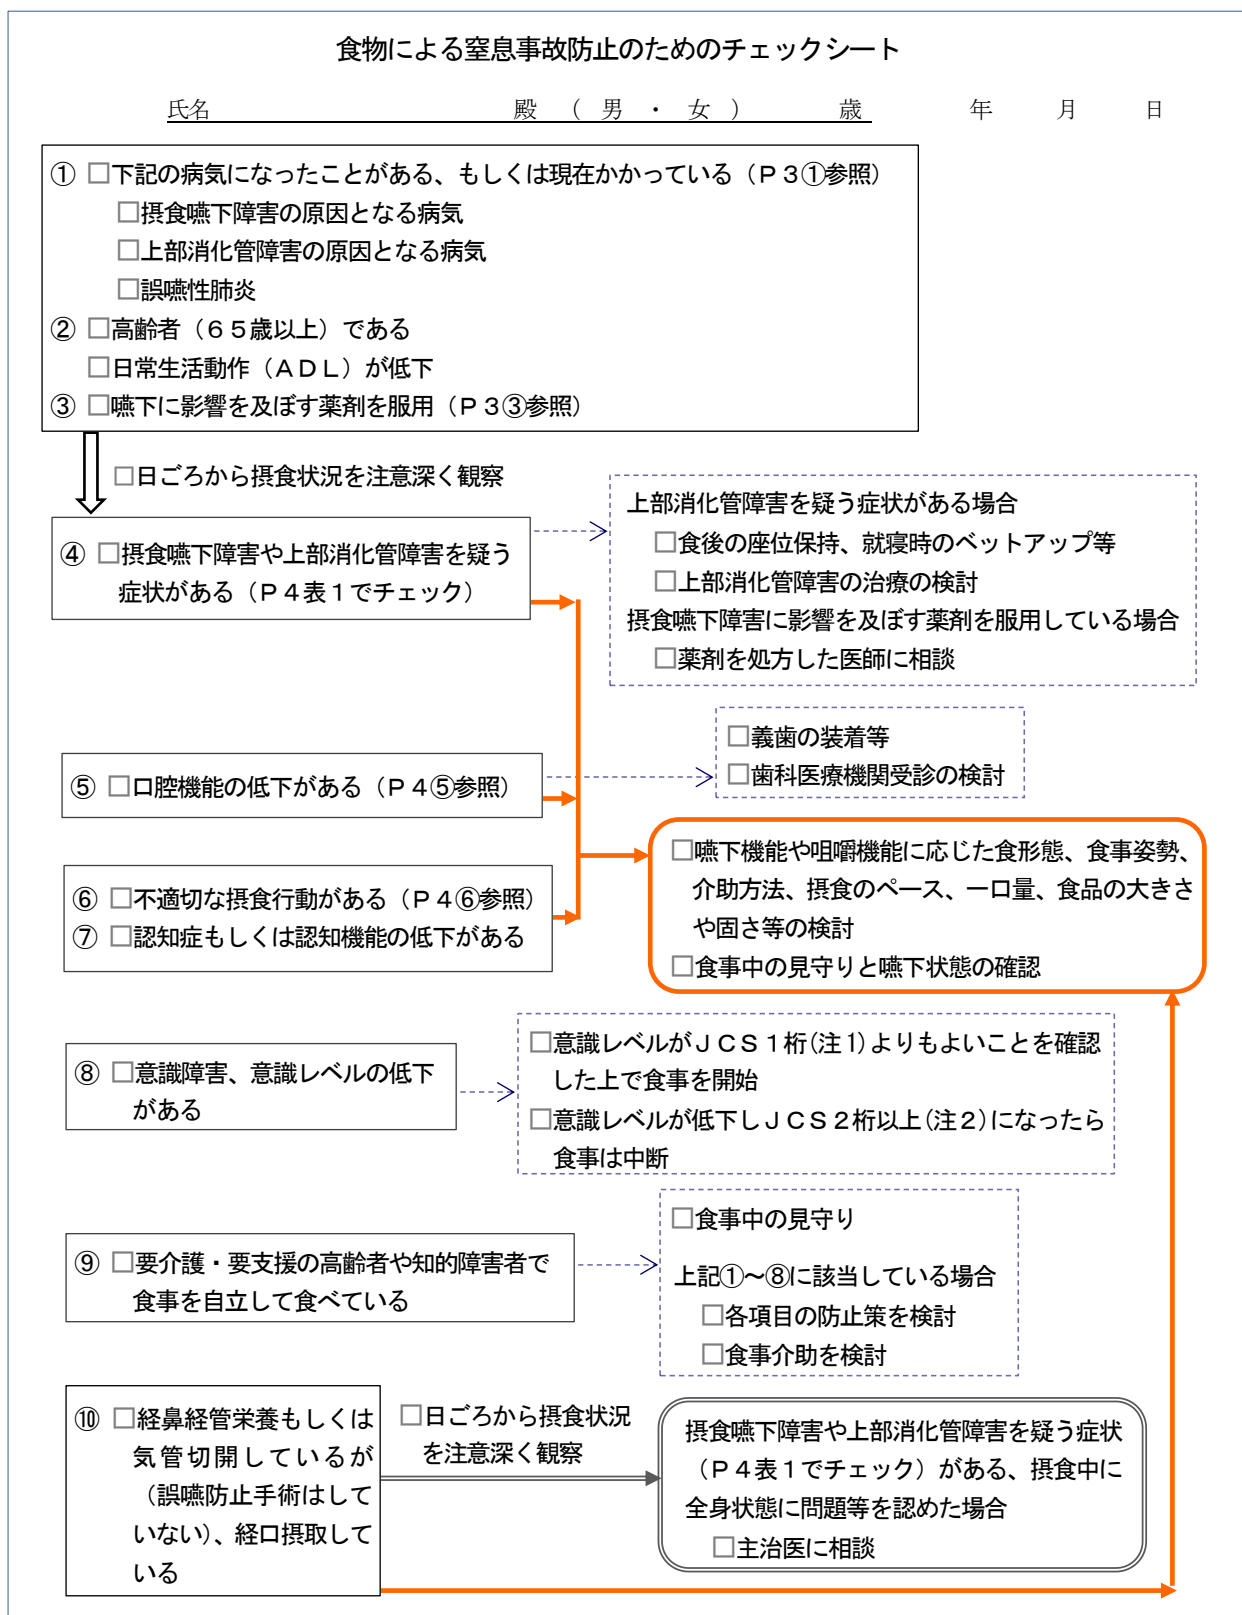 食物による窒息事故防止のためのチェックシート
氏名　殿（男・女）　歳　年　月　日
① □下記の病気になったことがある、もしくは現在かかっている（Ｐ３①参照）
□摂食嚥下障害の原因となる病気
□上部消化管障害の原因となる病気
□誤嚥性肺炎
② □高齢者（６５歳以上）である
□日常生活動作（ＡＤＬ）が低下
③ □嚥下に影響を及ぼす薬剤を服用（Ｐ３③参照）
□日ごろから摂食状況を注意深く観察
④ □摂食嚥下障害や上部消化管障害を疑う
症状がある（Ｐ４表１でチェック）
上部消化管障害を疑う症状がある場合
□食後の座位保持、就寝時のベットアップ等
□上部消化管障害の治療の検討
摂食嚥下障害に影響を及ぼす薬剤を服用している場合
□薬剤を処方した医師に相談
⑤ □口腔機能の低下がある（Ｐ４⑤参照）
□義歯の装着等
□歯科医療機関受診の検討
⑥ □不適切な摂食行動がある（Ｐ４⑥参照）
⑦ □認知症もしくは認知機能の低下がある
□嚥下機能や咀嚼機能に応じた食形態、食事姿勢、
介助方法、摂食のペース、一口量、食品の大きさ
や固さ等の検討
□食事中の見守りと嚥下状態の確認
⑧ □意識障害、意識レベルの低下
がある
□意識レベルがＪＣＳ１桁(注1)よりもよいことを確認
した上で食事を開始
□意識レベルが低下しＪＣＳ２桁以上(注２)になったら
食事は中断
⑨ □要介護・要支援の高齢者や知的障害者で
食事を自立して食べている
□食事中の見守り
上記①～⑧に該当している場合
□各項目の防止策を検討
□食事介助を検討
⑩ □経鼻経管栄養もしくは
気管切開しているが
（誤嚥防止手術はして
いない）、経口摂取して
いる
□日ごろから摂食状況
を注意深く観察
摂食嚥下障害や上部消化管障害を疑う症状
（Ｐ４表１でチェック）がある、摂食中に
全身状態に問題等を認めた場合
□主治医に相談